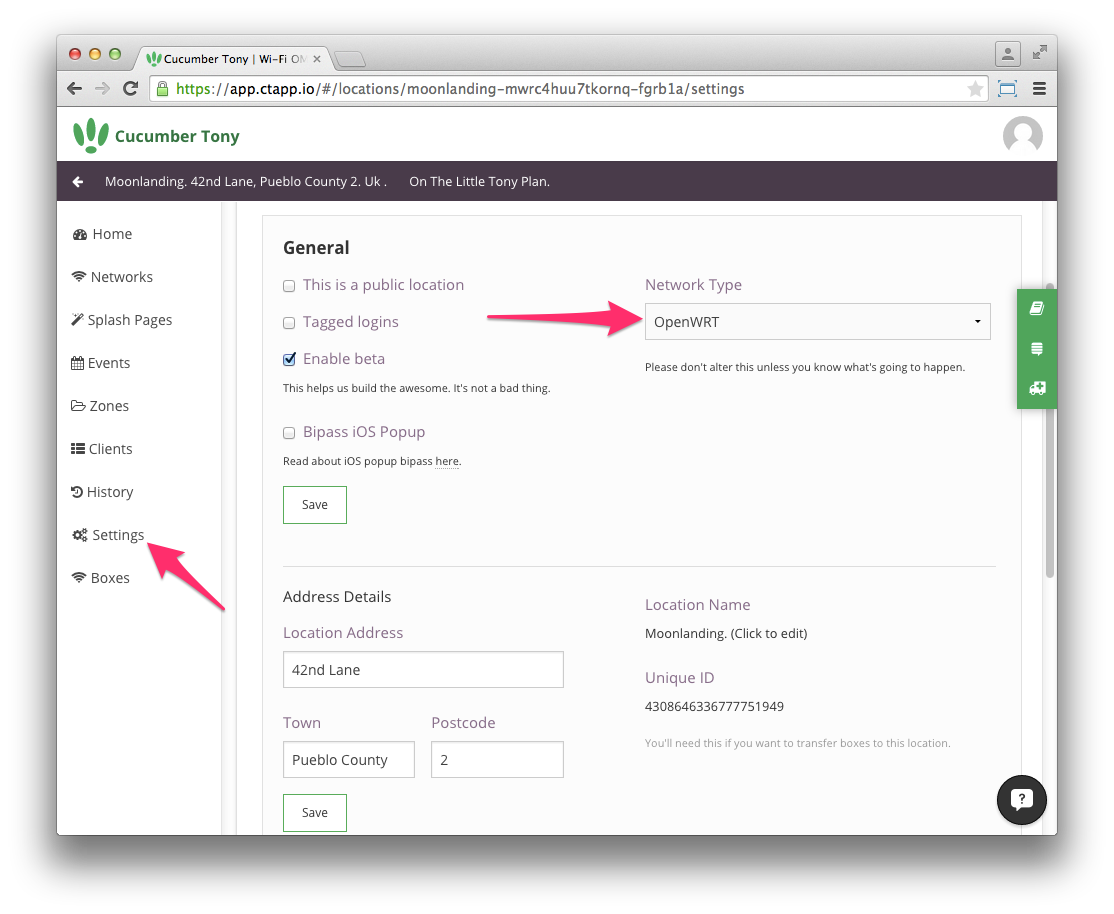 Cucumber Tony | Wi-Fi
https://app.ctapp.io/#/locations/moonlanding-mwrc4huu7tkornq-fgrb1a/settings
Cucumber Tony
Moonlanding. 42nd Lane, Pueblo County 2. Uk . On The Little Tony Plan.
Home
Networks
Splash Pages
Events
Zones
Clients
History
Settings
Boxes
General
This is a public location
Tagged logins
Enable beta
This helps us build the awesome. It's not a bad thing.
Bipass iOS Popup
Read about iOS popup bipass here.
Save
Network Type
OpenWRT
Please don't alter this unless you know what's going to happen.
Address Details
Location Address
42nd Lane
Town Postcode
Pueblo County 2
Save
Location Name
Moonlanding. (Click to edit)
Unique ID
4308646336777751949
You'll need this if you want to transfer boxes to this location.
?